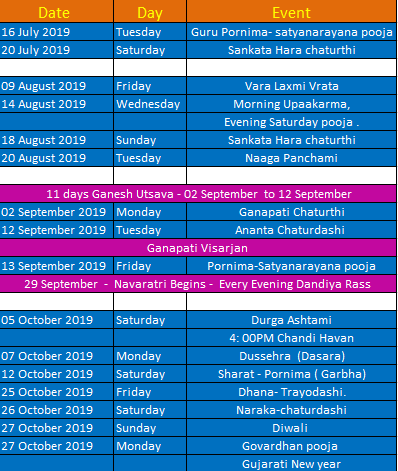 Date Day Event
16 July 2019 Tuesday Guru Pornima- satyanarayana pooja
20 July 2019 Saturday Sankata Hara chaturthi
09 August 2019 Friday Vara Laxmi Vrata
14 August 2019 Wednesday Morning Upaakarma,
Evening Saturday pooja .
18 August 2019 Sunday Sankata Hara chaturthi
20 August 2019 Tuesday Naaga Panchami
11 days Ganesh Utsava - 02 September to 12 September
02 September 2019 Monday Ganapati Chaturthi
12 September 2019 Tuesday Ananta Chaturdashi
Ganapati Visarjan
13 September 2019 Friday Pornima-Satyanarayana pooja
29 September - Navaratri Begins - Every Evening Dandiya Rass
05 October 2019 Saturday Durga Ashtami
4: 00PM Chandi Havan
07 October 2019 Monday Dussehra (Dasara)
12 October 2019 Saturday Sharat - Pornima ( Garbha)
25 October 2019 Friday Dhana- Trayodashi.
26 October 2019 Saturday Naraka-chaturdashi
27 October 2019 Sunday Diwali
27 October 2019 Monday Govardhan pooja
Gujarati New year